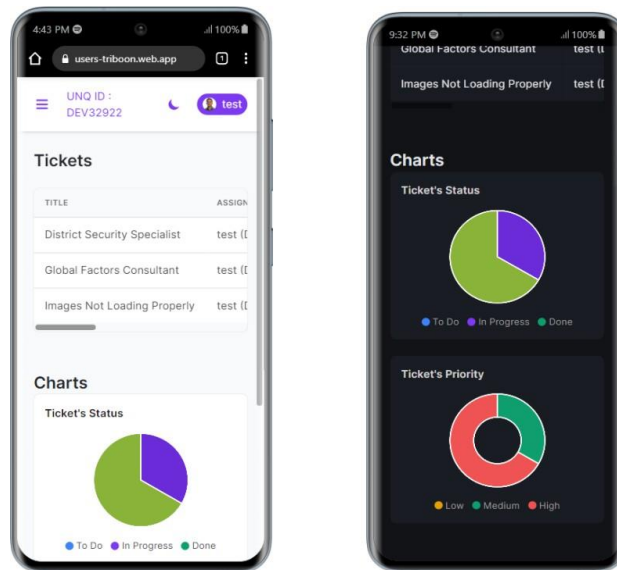 4:43 PM
100%
users-triboon.web.app
1
UNQ ID :
DEV32922
test
Tickets
TITLE ASSIGN
District Security Specialist test (D
Global Factors Consultant test (D
Images Not Loading Properly test (D
Charts
Ticket's Status
To Do In Progress Done
9:32 PM
100%
Global Factors Consultant test (D
Images Not Loading Properly test (D
Charts
Ticket's Status
To Do In Progress Done
Ticket's Priority
Low Medium High